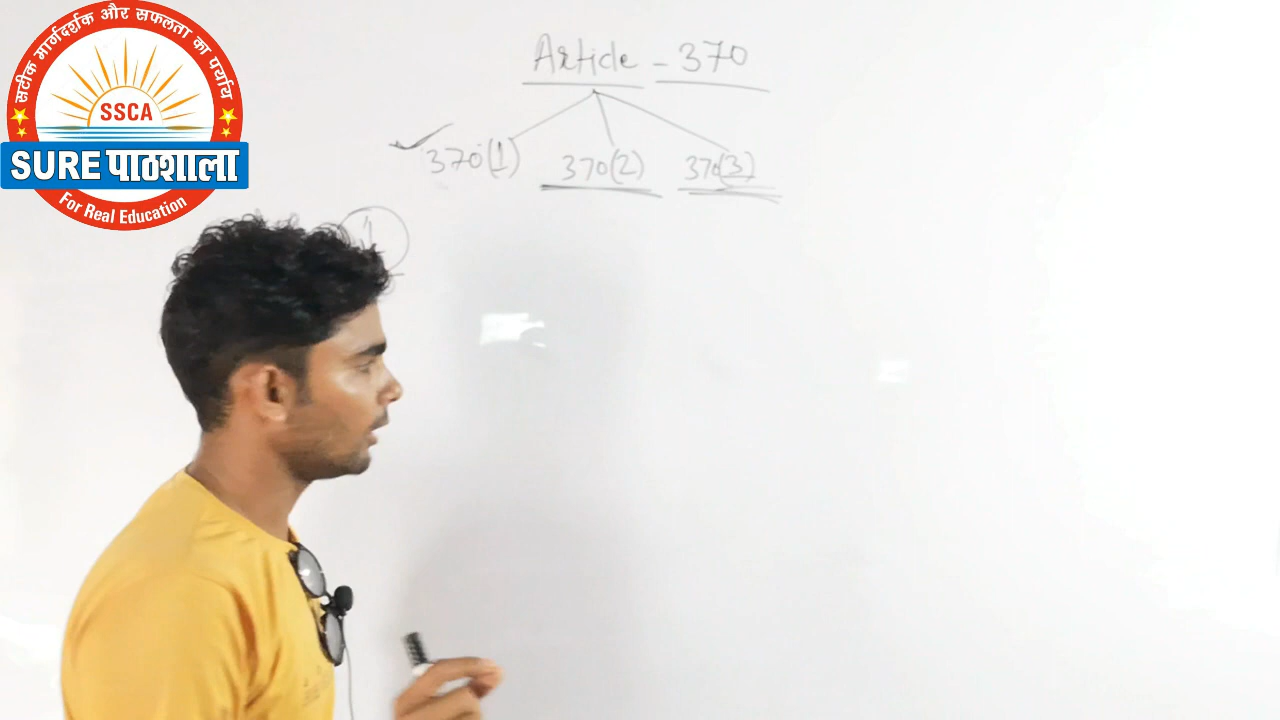 सटीक मार्गदर्शक और सफलता का पर्याय
SSCA
SURE पाठशाला
For Real Education
Article - 370
370(1) 370(2) 370(3)
1